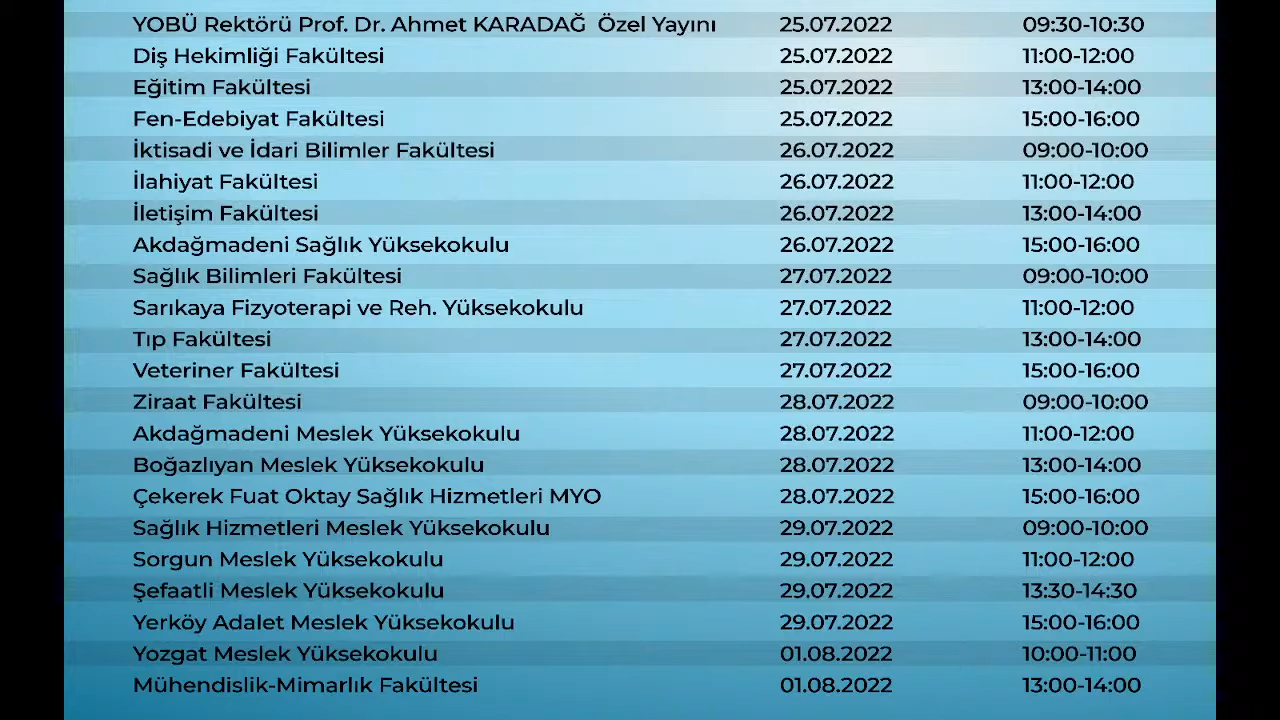 YOBÜ Rektörü Prof. Dr. Ahmet KARADAĞ Özel Yayını 25.07.2022 09:30-10:30
Diş Hekimliği Fakültesi 25.07.2022 11:00-12:00
Eğitim Fakültesi 25.07.2022 13:00-14:00
Fen-Edebiyat Fakültesi 25.07.2022 15:00-16:00
İktisadi ve İdari Bilimler Fakültesi 26.07.2022 09:00-10:00
İlahiyat Fakültesi 26.07.2022 11:00-12:00
İletişim Fakültesi 26.07.2022 13:00-14:00
Akdağmadeni Sağlık Yüksekokulu 26.07.2022 15:00-16:00
Sağlık Bilimleri Fakültesi 27.07.2022 09:00-10:00
Sarıkaya Fizyoterapi ve Reh. Yüksekokulu 27.07.2022 11:00-12:00
Tıp Fakültesi 27.07.2022 13:00-14:00
Veteriner Fakültesi 27.07.2022 15:00-16:00
Ziraat Fakültesi 28.07.2022 09:00-10:00
Akdağmadeni Meslek Yüksekokulu 28.07.2022 11:00-12:00
Boğazlıyan Meslek Yüksekokulu 28.07.2022 13:00-14:00
Çekerek Fuat Oktay Sağlık Hizmetleri MYO 28.07.2022 15:00-16:00
Sağlık Hizmetleri Meslek Yüksekokulu 29.07.2022 09:00-10:00
Sorgun Meslek Yüksekokulu 29.07.2022 11:00-12:00
Şefaatli Meslek Yüksekokulu 29.07.2022 13:30-14:30
Yerköy Adalet Meslek Yüksekokulu 29.07.2022 15:00-16:00
Yozgat Meslek Yüksekokulu 01.08.2022 10:00-11:00
Mühendislik-Mimarlık Fakültesi 01.08.2022 13:00-14:00